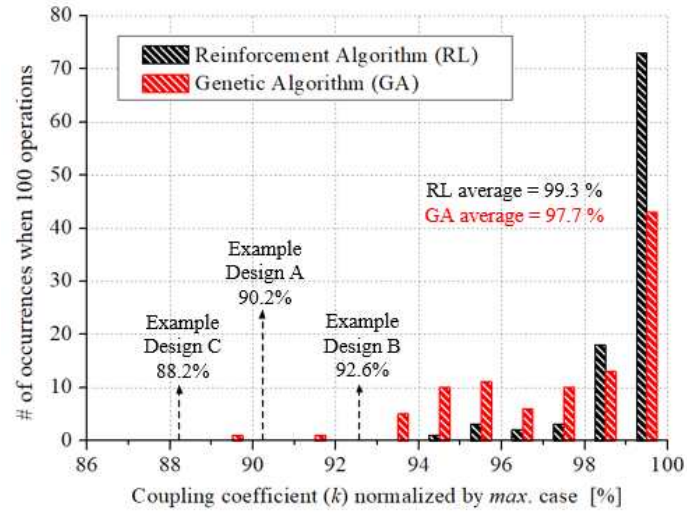 80
70
60
50
40
30
20
10
0
# of occurrences when 100 operations
Reinforcement Algorithm (RL)
Genetic Algorithm (GA)
RL average = 99.3 %
GA average = 97.7 %
Example
Design A
90.2%
Example
Design C
88.2%
Example
Design B
92.6%
86
88
90
92
94
96
98
100
Coupling coefficient (k) normalized by max. case [%]